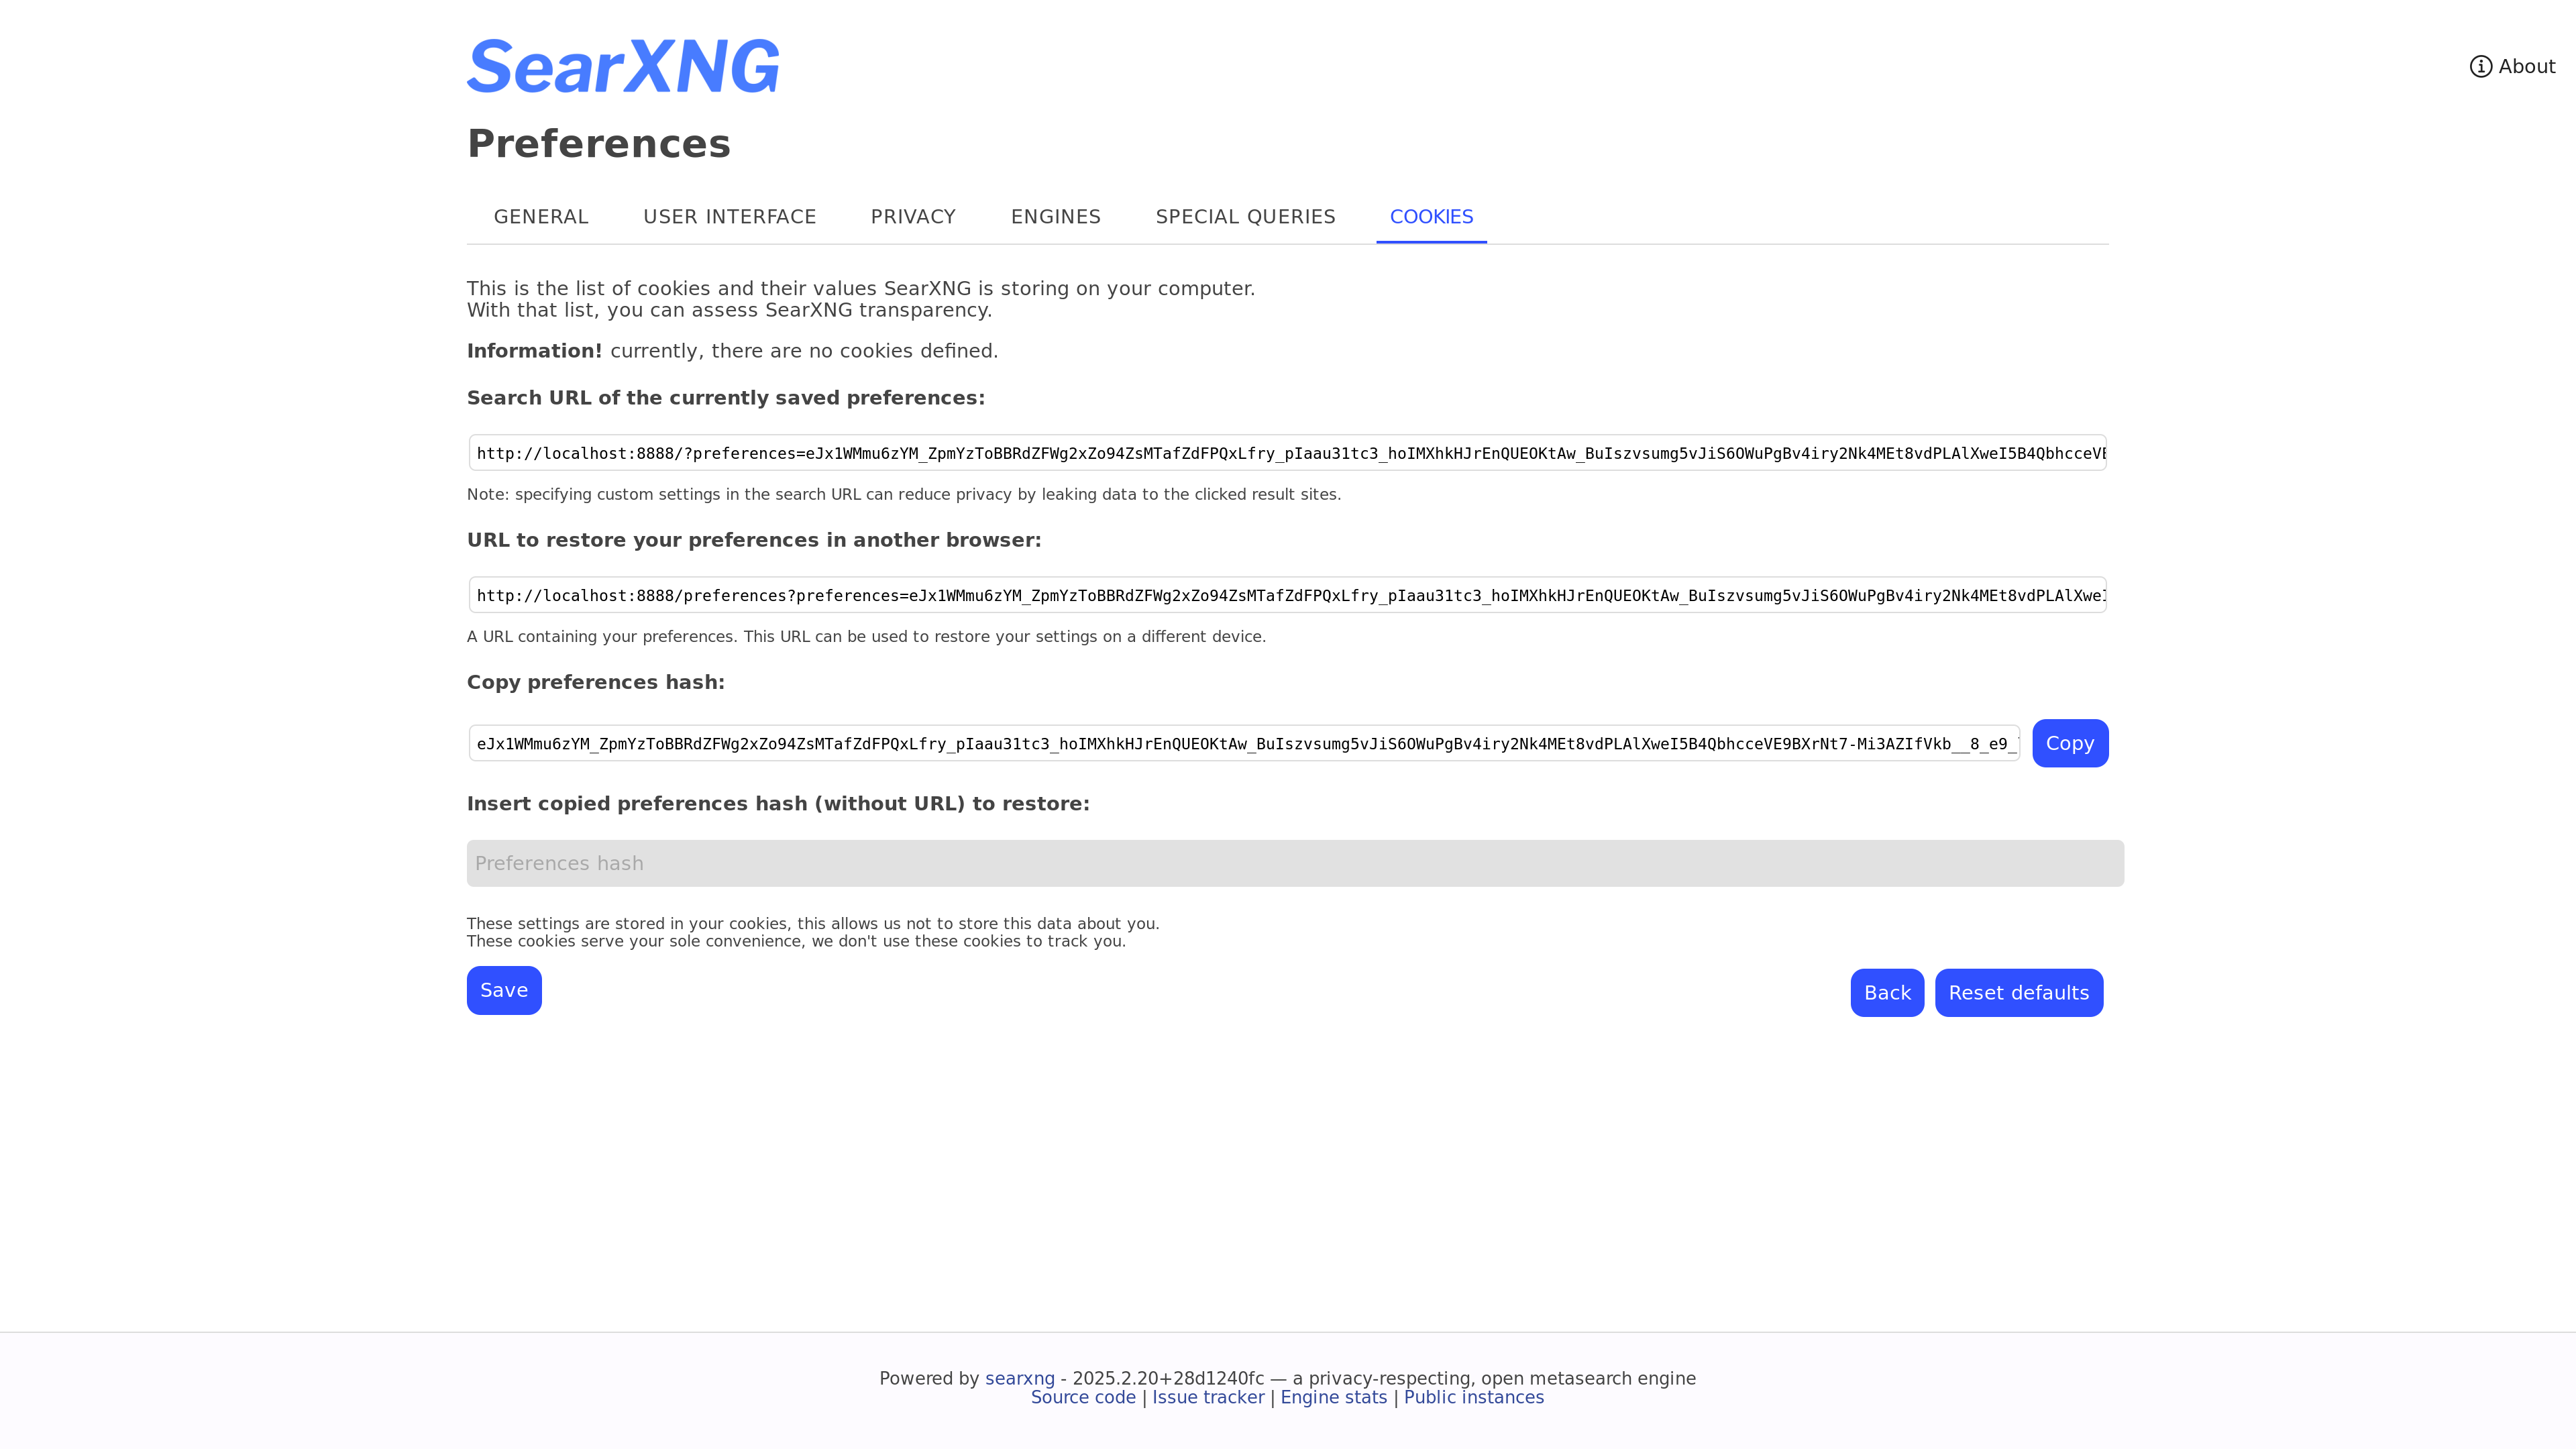 SearXNG
About
Preferences
GENERAL USER INTERFACE PRIVACY ENGINES SPECIAL QUERIES COOKIES
This is the list of cookies and their values SearXNG is storing on your computer.
With that list, you can assess SearXNG transparency.
Information! currently, there are no cookies defined.
Search URL of the currently saved preferences:
http://localhost:8888/?preferences=eJx1WMmu6zYM_ZpmYzToBBRdZFWg2xZo94ZsMTafZdFPQxLfry_pIaau31tc3_hoIMXhkHJrEnQUEOKtAw_BuIszvsumg5vJiS6OWuPgBv4iry2Nk4MEt8vdPLAlXweI5B4QbhcceVE
Note: specifying custom settings in the search URL can reduce privacy by leaking data to the clicked result sites.
URL to restore your preferences in another browser:
http://localhost:8888/preferences?preferences=eJx1WMmu6zYM_ZpmYzToBBRdZFWg2xZo94ZsMTafZdFPQxLfry_pIaau31tc3_hoIMXhkHJrEnQUEOKtAw_BuIszvsumg5vJiS6OWuPgBv4iry2Nk4MEt8vdPLAlXweI
A URL containing your preferences. This URL can be used to restore your settings on a different device.
Copy preferences hash:
eJx1WMmu6zYM_ZpmYzToBBRdZFWg2xZo94ZsMTafZdFPQxLfry_pIaau31tc3_hoIMXhkHJrEnQUEOKtAw_BuIszvsumg5vJiS6OWuPgBv4iry2Nk4MEt8vdPLAlXweI5B4QbhcceVE9BXrNt7-Mi3AZIfVkb__8_e9_
Copy
Insert copied preferences hash (without URL) to restore:
Preferences hash
These settings are stored in your cookies, this allows us not to store this data about you.
These cookies serve your sole convenience, we don't use these cookies to track you.
Save
Back Reset defaults
Powered by searxng - 2025.2.20+28d1240fc — a privacy-respecting, open metasearch engine
Source code | Issue tracker | Engine stats | Public instances